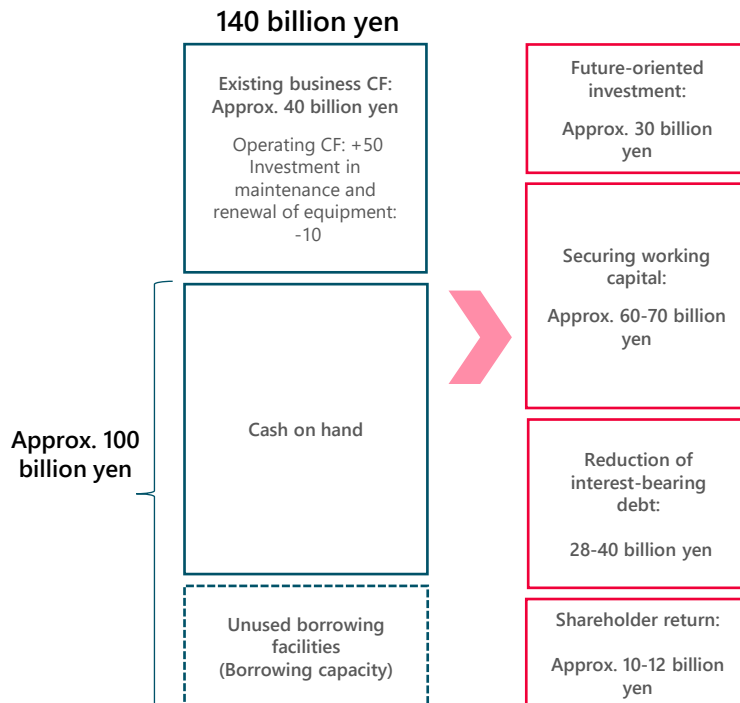 140 billion yen
Existing business CF:
Approx. 40 billion yen
Operating CF: +50
Investment in
maintenance and
renewal of equipment:
-10
Approx. 100
billion yen
Cash on hand
Unused borrowing
facilities
(Borrowing capacity)
Future-oriented
investment:
Approx. 30 billion
yen
Securing working
capital:
Approx. 60-70 billion
yen
Reduction of
interest-bearing
debt:
28-40 billion yen
Shareholder return:
Approx. 10-12 billion
yen